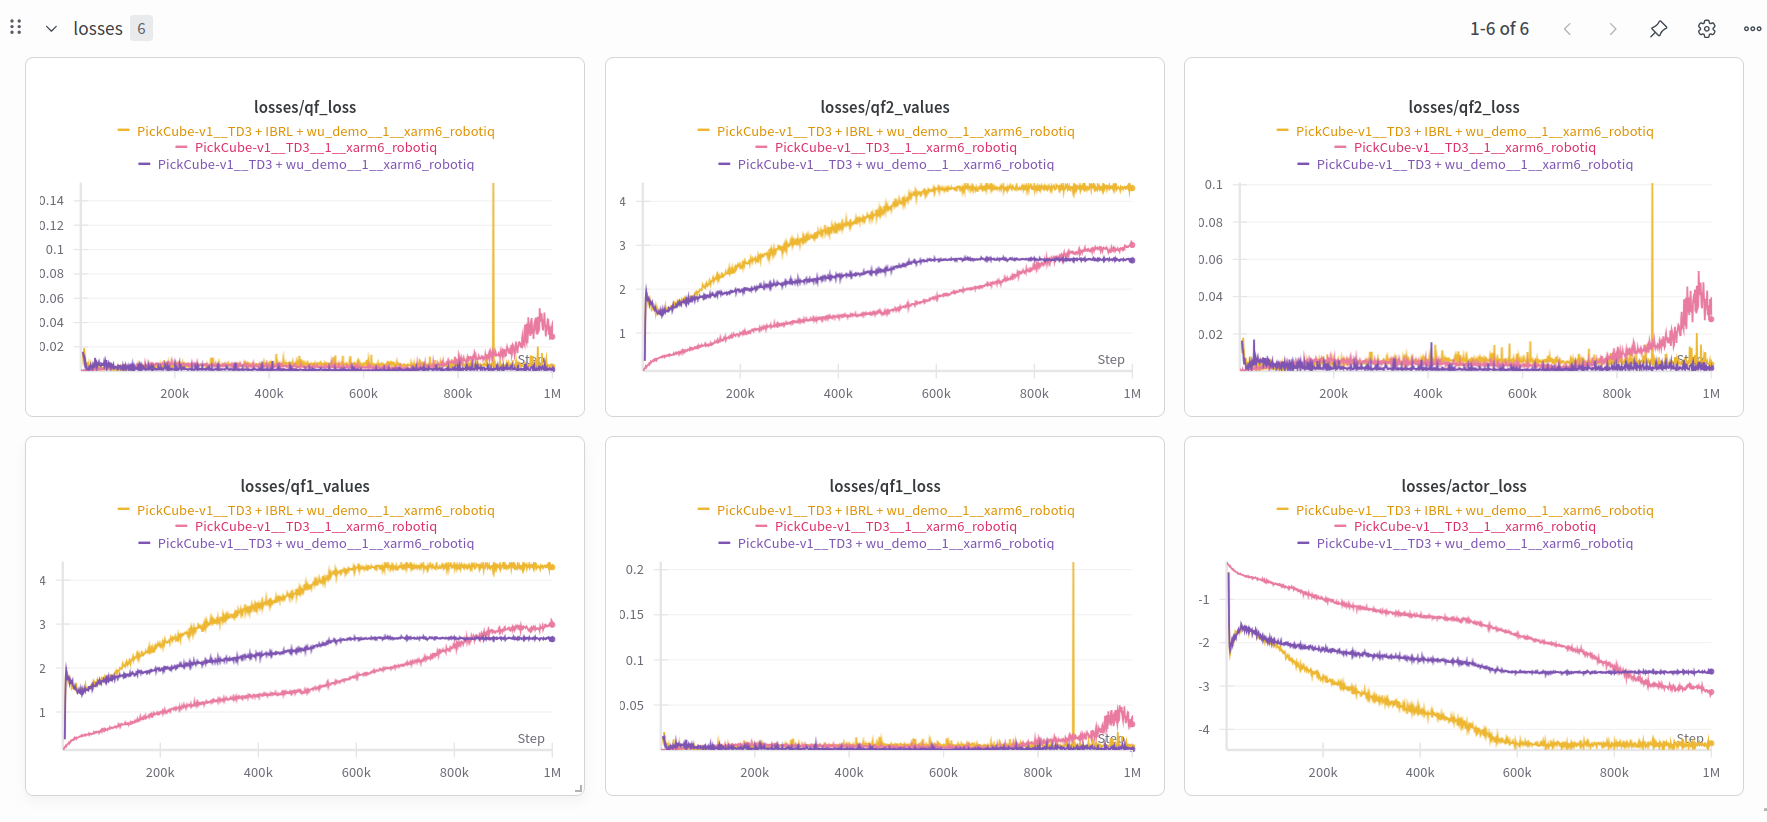 losses 6
1-6 of 6
losses/qf_loss
PickCube-v1__TD3 + IBRL + wu_demo__1__xarm6_robotiq
PickCube-v1__TD3__1__xarm6_robotiq
PickCube-v1__TD3 + wu_demo__1__xarm6_robotiq
0.14
0.12
0.1
0.08
0.06
0.04
0.02
Step
200k 400k 600k 800k 1M
losses/qf2_values
PickCube-v1__TD3 + IBRL + wu_demo__1__xarm6_robotiq
PickCube-v1__TD3__1__xarm6_robotiq
PickCube-v1__TD3 + wu_demo__1__xarm6_robotiq
4
3
2
1
Step
200k 400k 600k 800k 1M
losses/qf2_loss
PickCube-v1__TD3 + IBRL + wu_demo__1__xarm6_robotiq
PickCube-v1__TD3__1__xarm6_robotiq
PickCube-v1__TD3 + wu_demo__1__xarm6_robotiq
0.1
0.08
0.06
0.04
0.02
Step
200k 400k 600k 800k 1M
losses/qf1_values
PickCube-v1__TD3 + IBRL + wu_demo__1__xarm6_robotiq
PickCube-v1__TD3__1__xarm6_robotiq
PickCube-v1__TD3 + wu_demo__1__xarm6_robotiq
4
3
2
1
Step
200k 400k 600k 800k 1M
losses/qf1_loss
PickCube-v1__TD3 + IBRL + wu_demo__1__xarm6_robotiq
PickCube-v1__TD3__1__xarm6_robotiq
PickCube-v1__TD3 + wu_demo__1__xarm6_robotiq
0.2
0.15
0.1
0.05
Step
200k 400k 600k 800k 1M
losses/actor_loss
PickCube-v1__TD3 + IBRL + wu_demo__1__xarm6_robotiq
PickCube-v1__TD3__1__xarm6_robotiq
PickCube-v1__TD3 + wu_demo__1__xarm6_robotiq
-1
-2
-3
-4
Step
200k 400k 600k 800k 1M